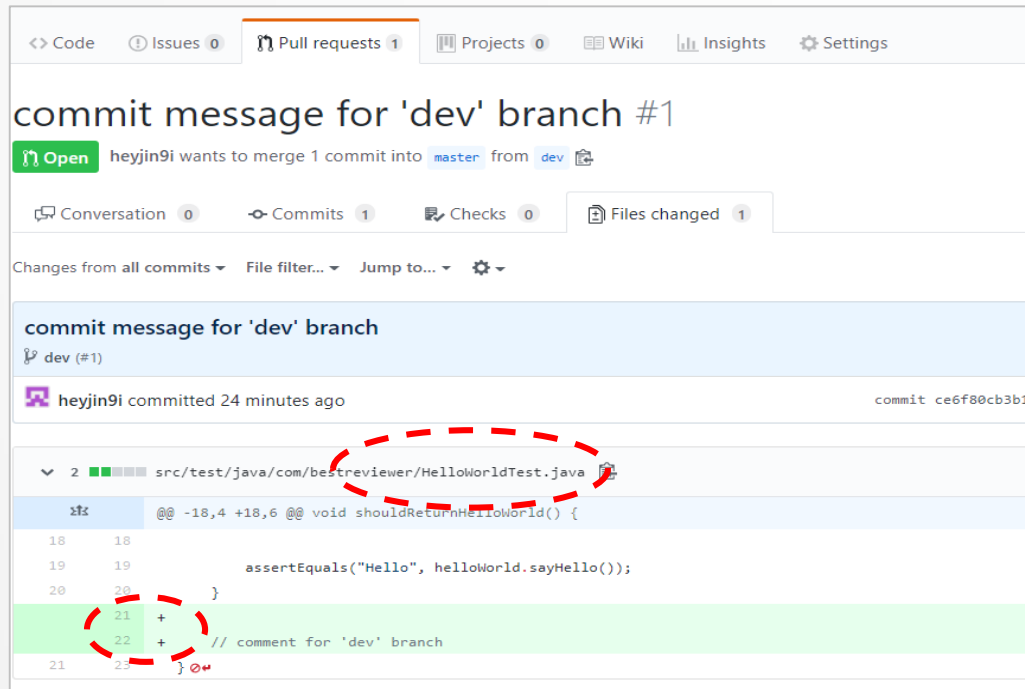 <> Code Issues 0 Pull requests 1 Projects 0 Wiki Insights Settings
commit message for 'dev' branch #1
Open heyjin9i wants to merge 1 commit into master from dev
Conversation 0 Commits 1 Checks 0 Files changed 1
Changes from all commits File filter... Jump to...
commit message for 'dev' branch
dev (#1)
heyjin9i committed 24 minutes ago commit ce6f80cb3b1
2 src/test/java/com/bestreviewer/HelloWorldTest.java
@@ -18,4 +18,6 @@ void shouldReturnHelloWorld() {
18 18
19 19 assertEquals("Hello", helloWorld.sayHello());
20 20 }
21 +
22 + // comment for 'dev' branch
21 23 }